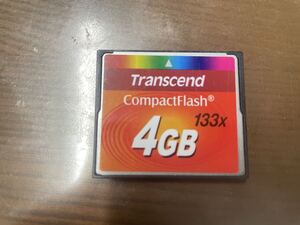 Transcend
CompactFlash®
133x
4GB